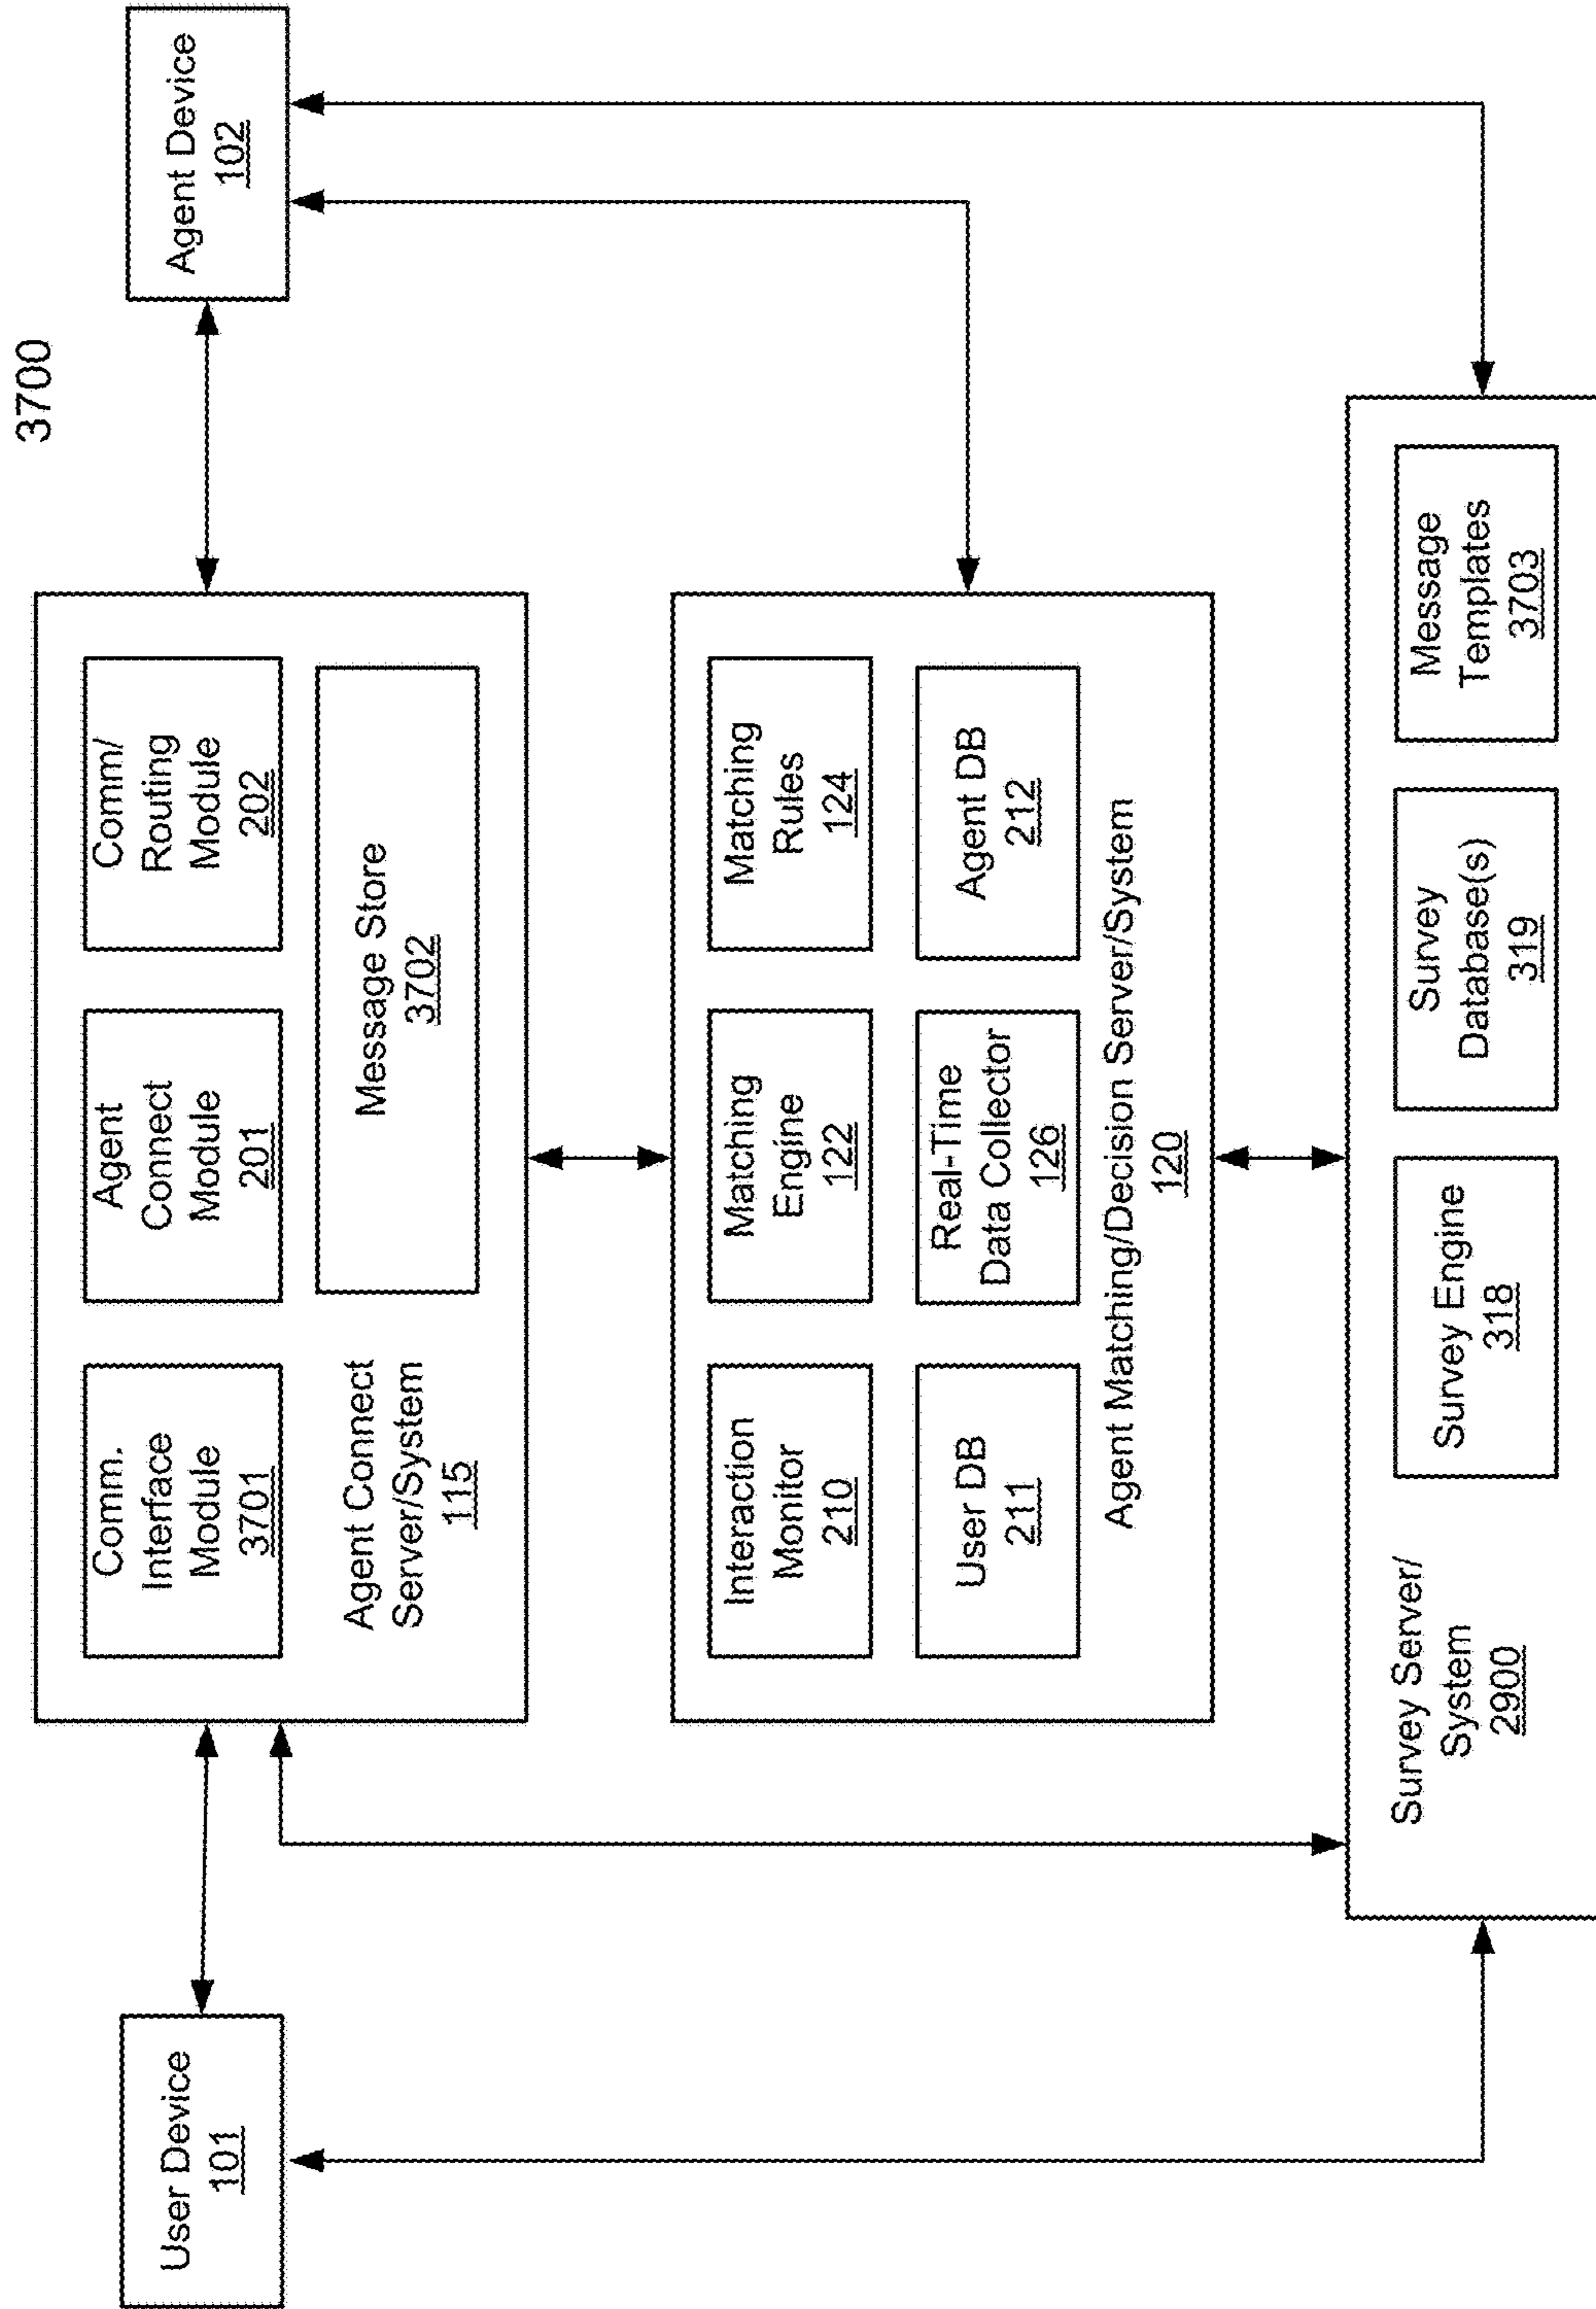 3700
User Device
101
Agent Device
102
Comm.
Interface
Module
3701
Agent
Connect
Module
201
Comm/
Routing
Module
202
Agent Connect
Server/System
115
Message Store
3702
Interaction
Monitor
210
Matching
Engine
122
Matching
Rules
124
User DB
211
Real-Time
Data Collector
126
Agent DB
212
Agent Matching/Decision Server/System
120
Survey Server/
System
2900
Survey Engine
318
Survey
Database(s)
319
Message
Templates
3703